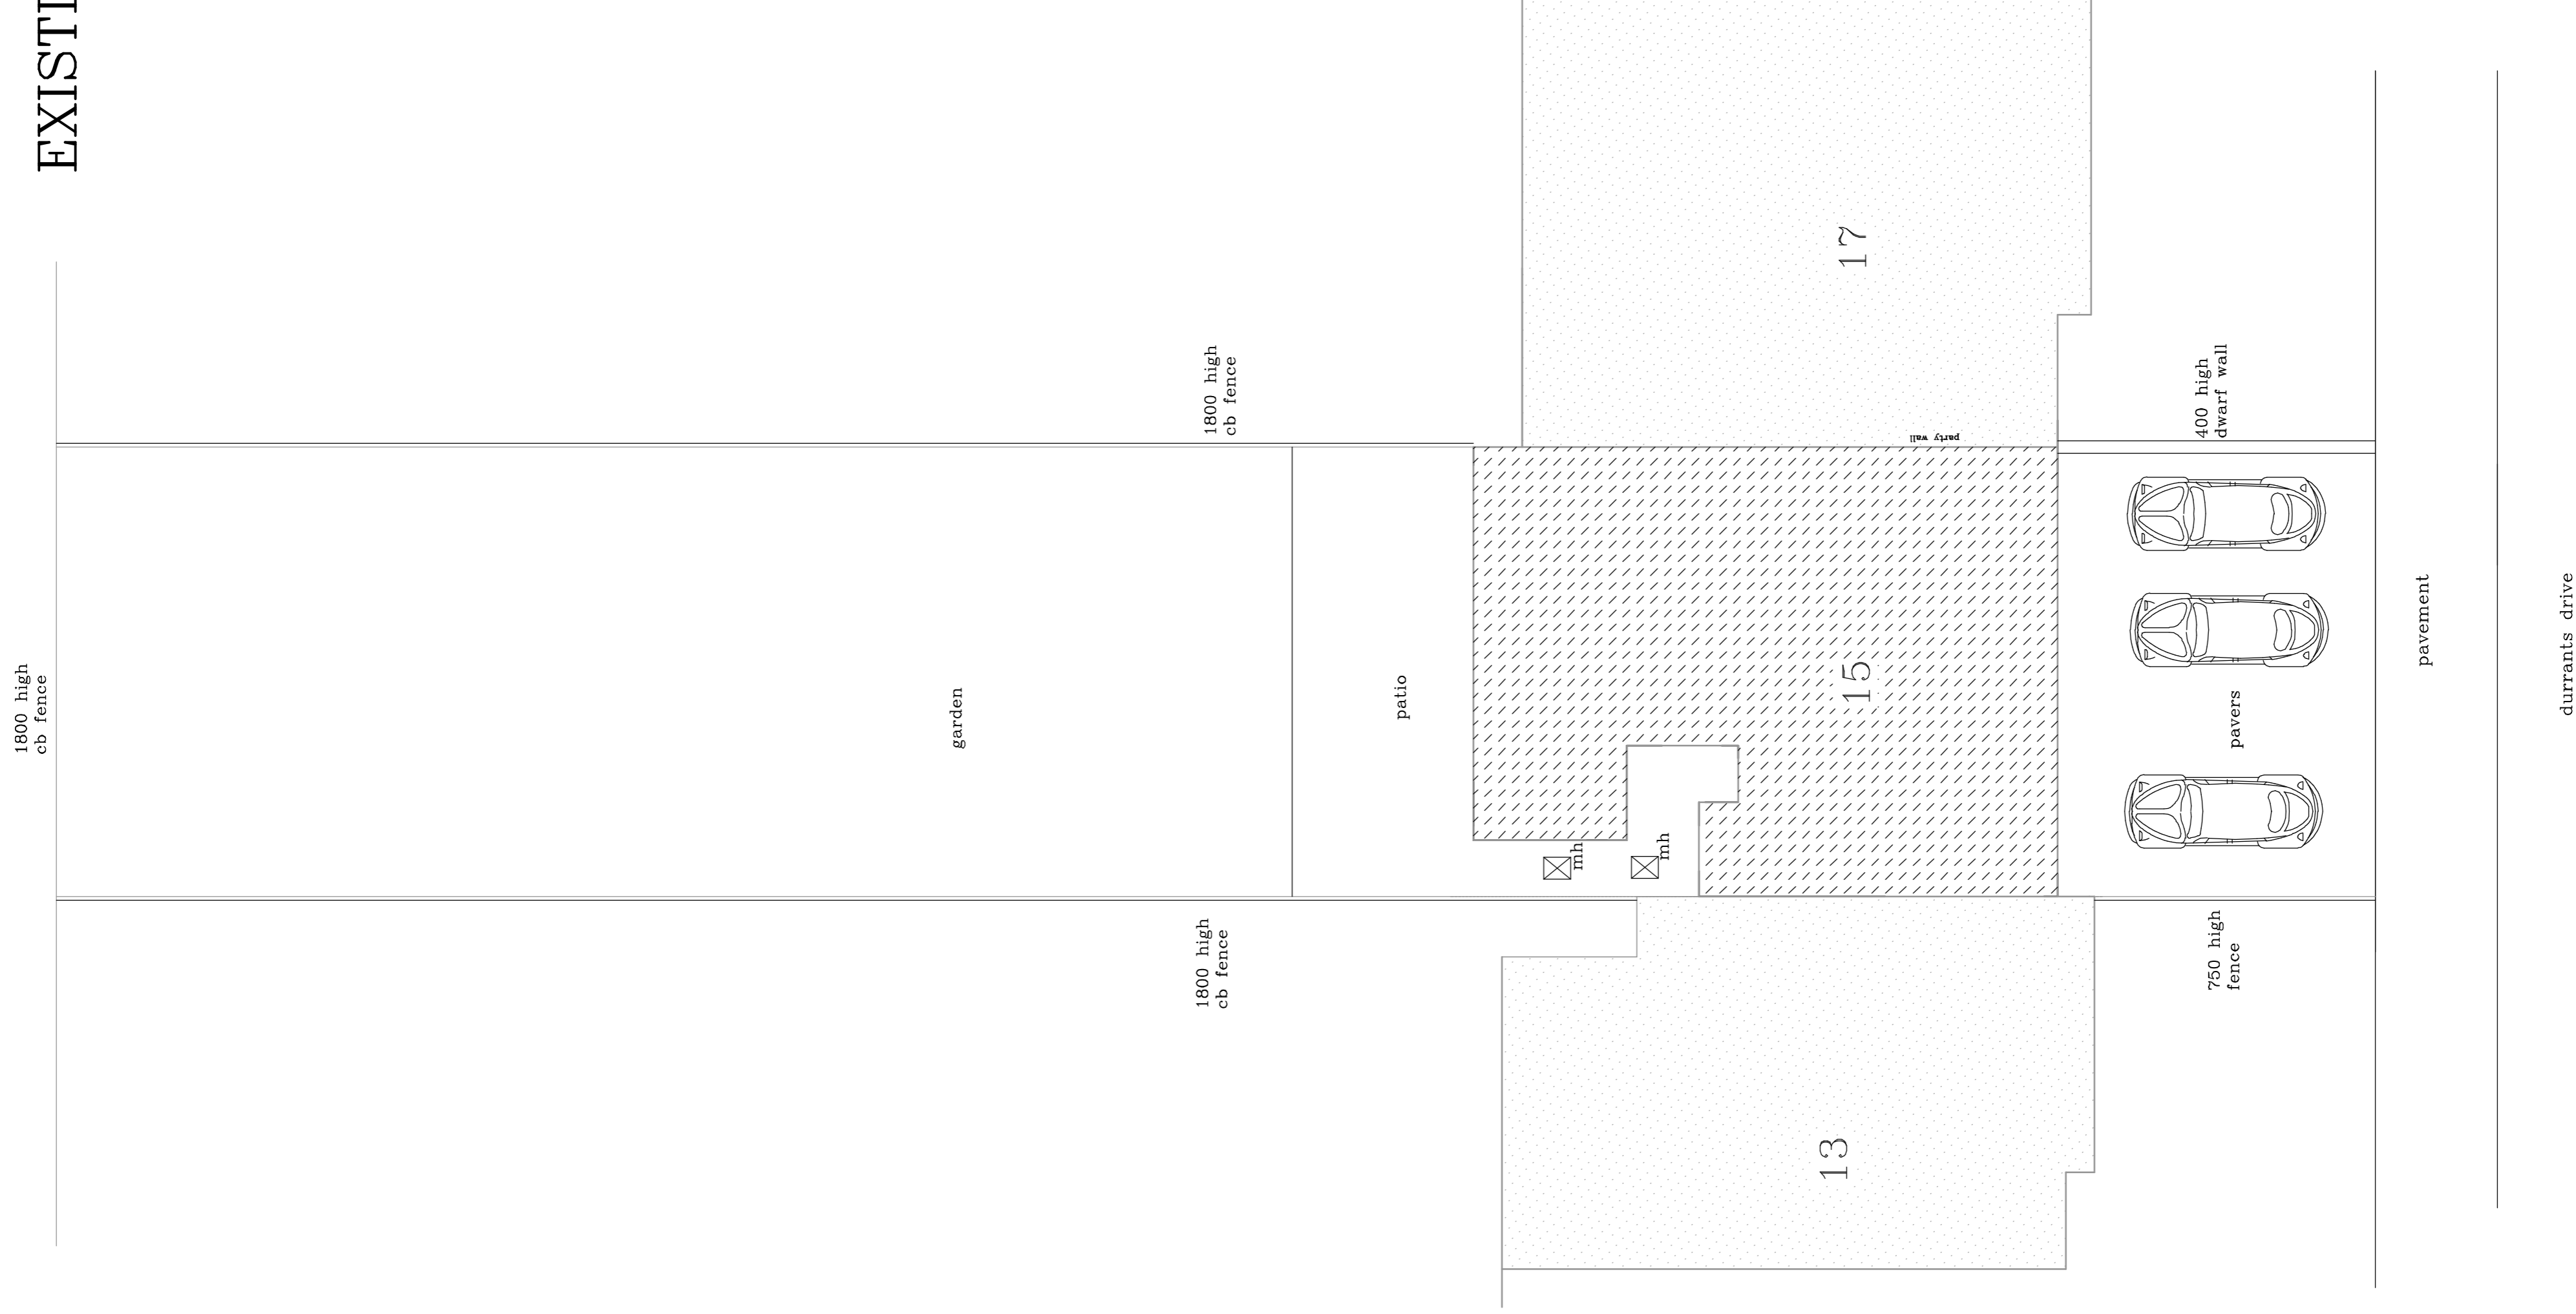 EXISTI
1800 high
cb fence
1800 high
cb fence
1800 high
cb fence
garden
patio
17
party wall
15
mh
mh
13
400 high
dwarf wall
pavers
750 high
fence
pavement
durrants drive